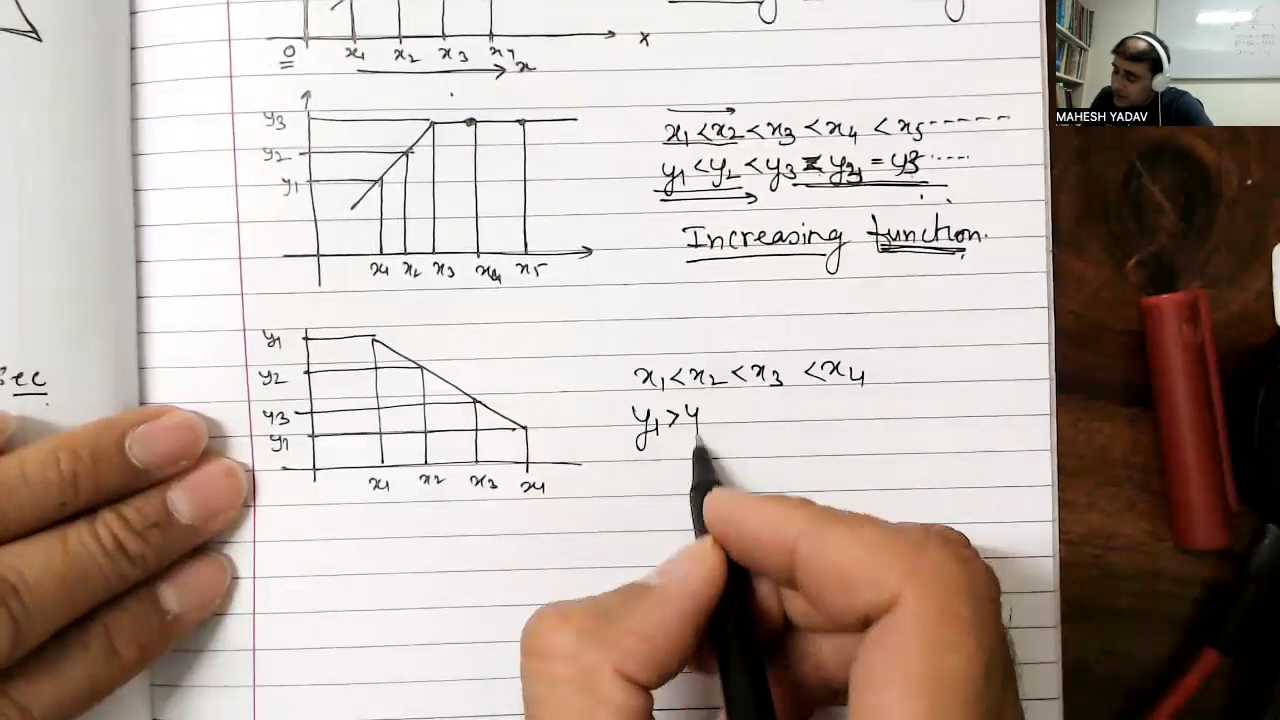 0 x1 x2 x3 x4 x
x
y3
y2
y1
x1 x2 x3 x4 x5
x1 < x2 < x3 < x4 < x5 -----
y1 < y2 < y3 = y3 ----
Increasing function.
y1
y2
y3
y4
x1 x2 x3 x4
x1 < x2 < x3 < x4
y1 > y
sec
MAHESH YADAV